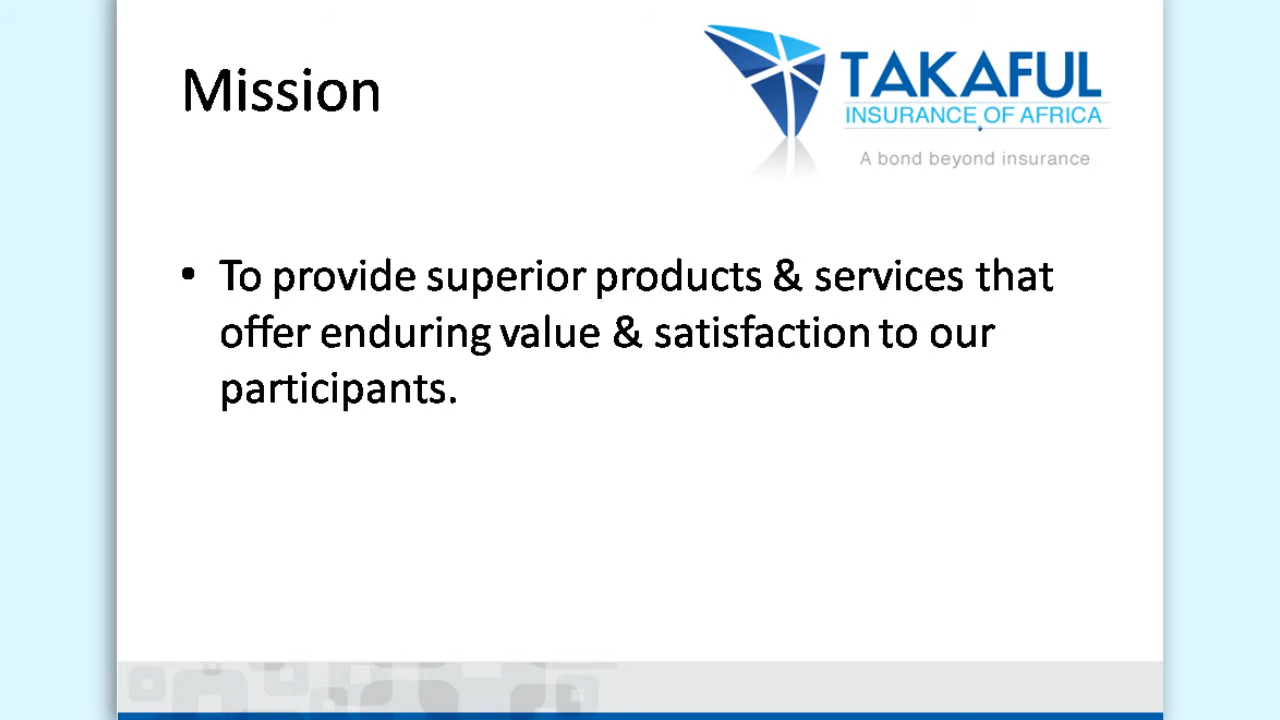 Mission
TAKAFUL
INSURANCE OF AFRICA
A bond beyond insurance
• To provide superior products & services that
offer enduring value & satisfaction to our
participants.